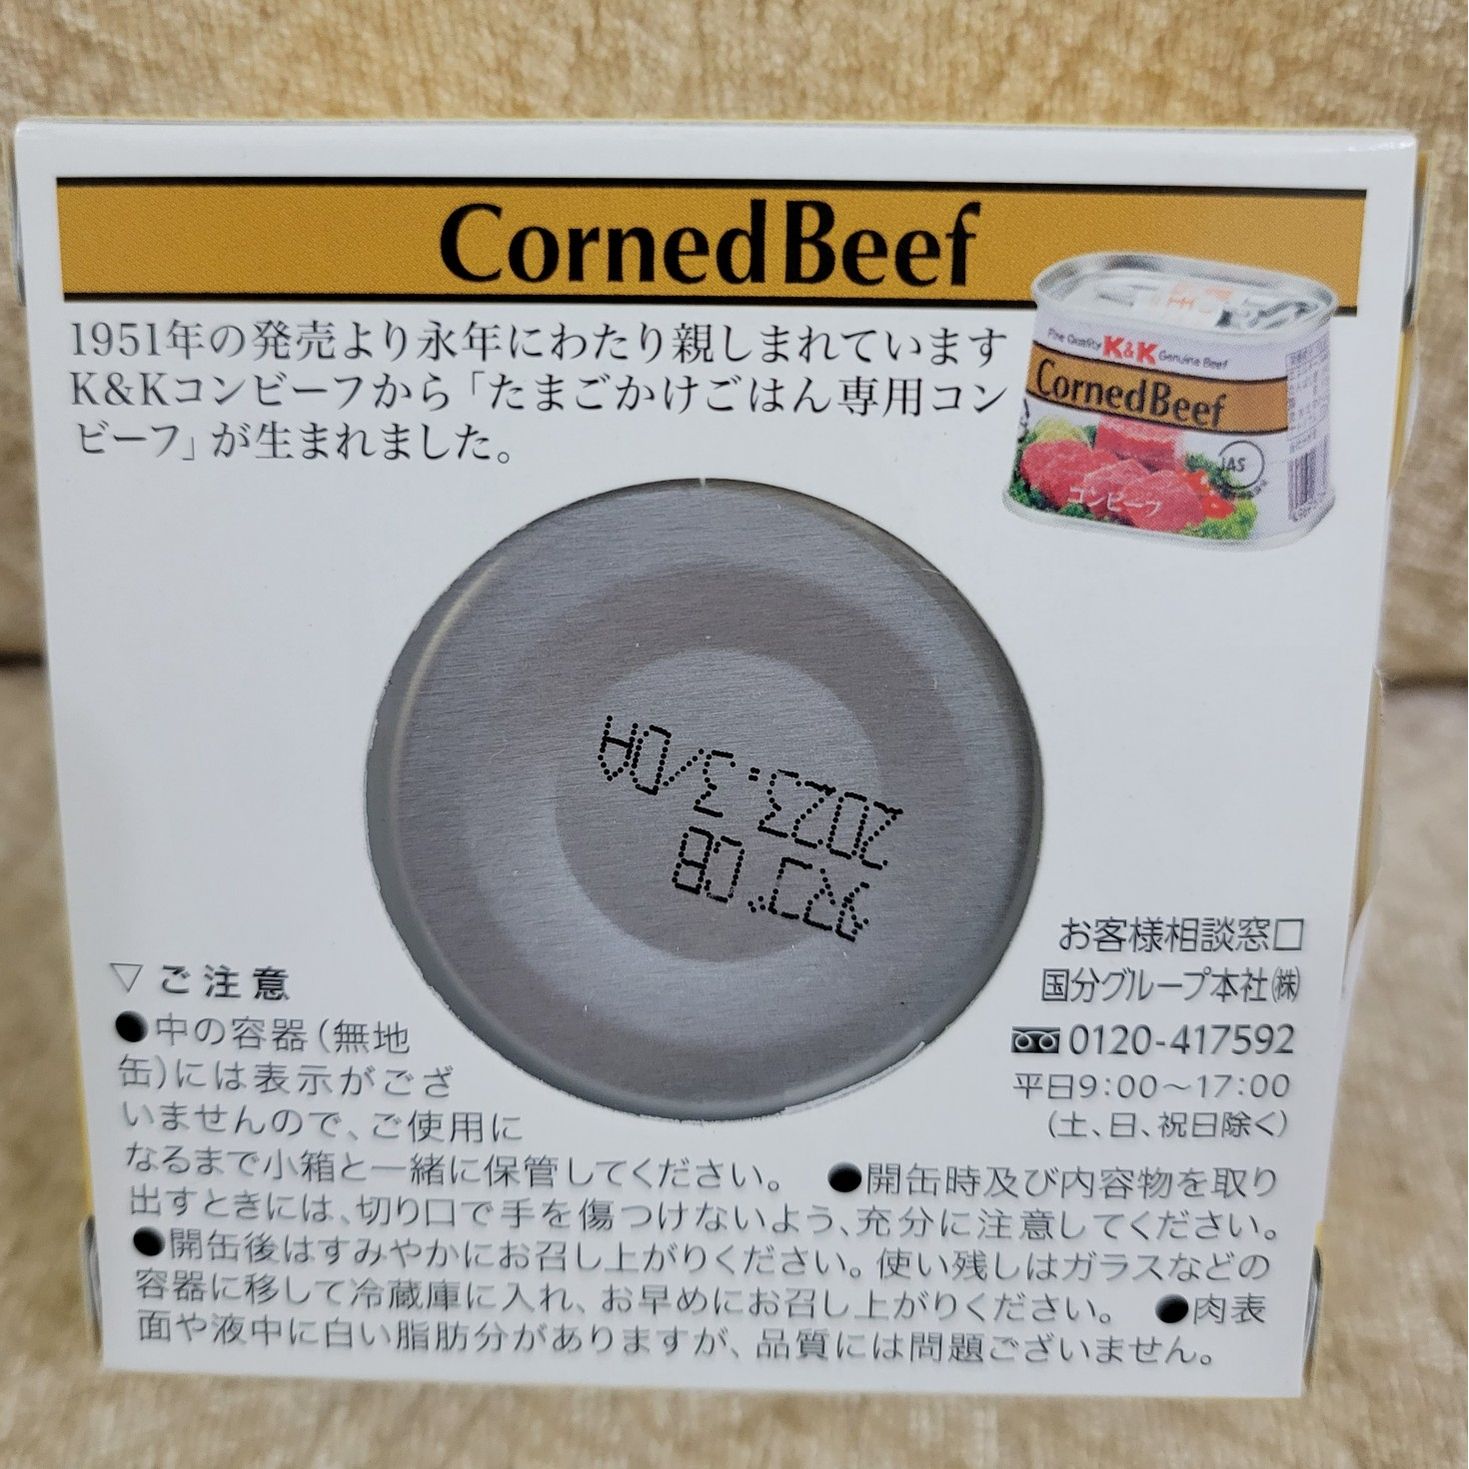 CornedBeef
1951年の発売より永年にわたり親しまれています
K&Kコンビーフから「たまごかけごはん専用コン
ビーフ」が生まれました。
Fine Quality K&K Genuine Beef
CornedBeef
JAS
コンビーフ
2023.3/OA
お客様相談窓口
国分グループ本社㈱
0120-417592
平日9:00～17:00
(土、日、祝日除く)
▽ご注意
●中の容器(無地
缶)には表示がござ
いませんので、ご使用に
なるまで小箱と一緒に保管してください。 ●開缶時及び内容物を取り
出すときには、切り口で手を傷つけないよう、充分に注意してください。
●開缶後はすみやかにお召し上がりください。使い残しはガラスなどの
容器に移して冷蔵庫に入れ、お早めにお召し上がりください。 ●肉表
面や液中に白い脂肪分がありますが、品質には問題ございません。